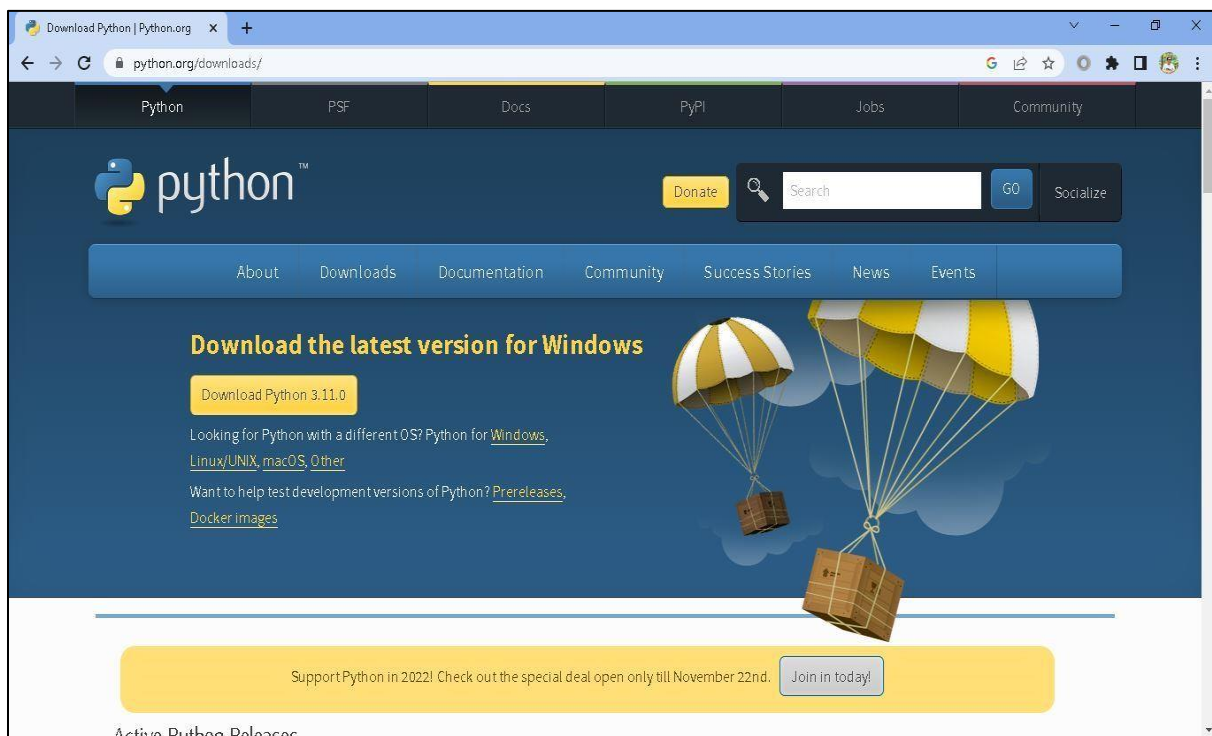 Download Python | Python.org
python.org/downloads/
Python PSF Docs PyPI Jobs Community
python™
Donate Search GO Socialize
About Downloads Documentation Community Success Stories News Events
Download the latest version for Windows
Download Python 3.11.0
Looking for Python with a different OS? Python for Windows,
Linux/UNIX, macOS, Other
Want to help test development versions of Python? Prereleases,
Docker images
Support Python in 2022! Check out the special deal open only till November 22nd. Join in today!
Active Python Releases